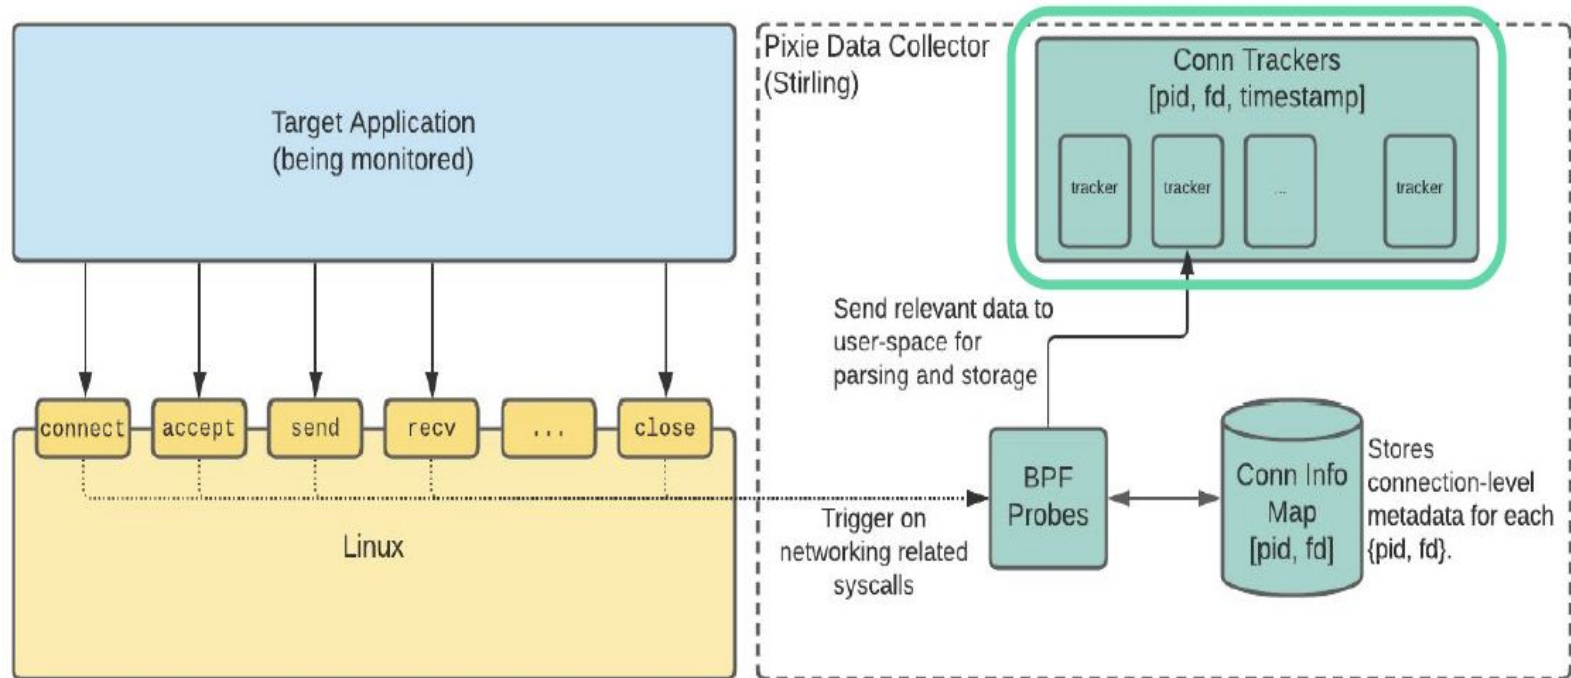 Target Application
(being monitored)
connect
accept
send
recv
...
close
Linux
Pixie Data Collector
(Stirling)
Conn Trackers
[pid, fd, timestamp]
tracker
tracker
...
tracker
Send relevant data to
user-space for
parsing and storage
Trigger on
networking related
syscalls
BPF
Probes
Conn Info
Map
[pid, fd]
Stores
connection-level
metadata for each
{pid, fd}.